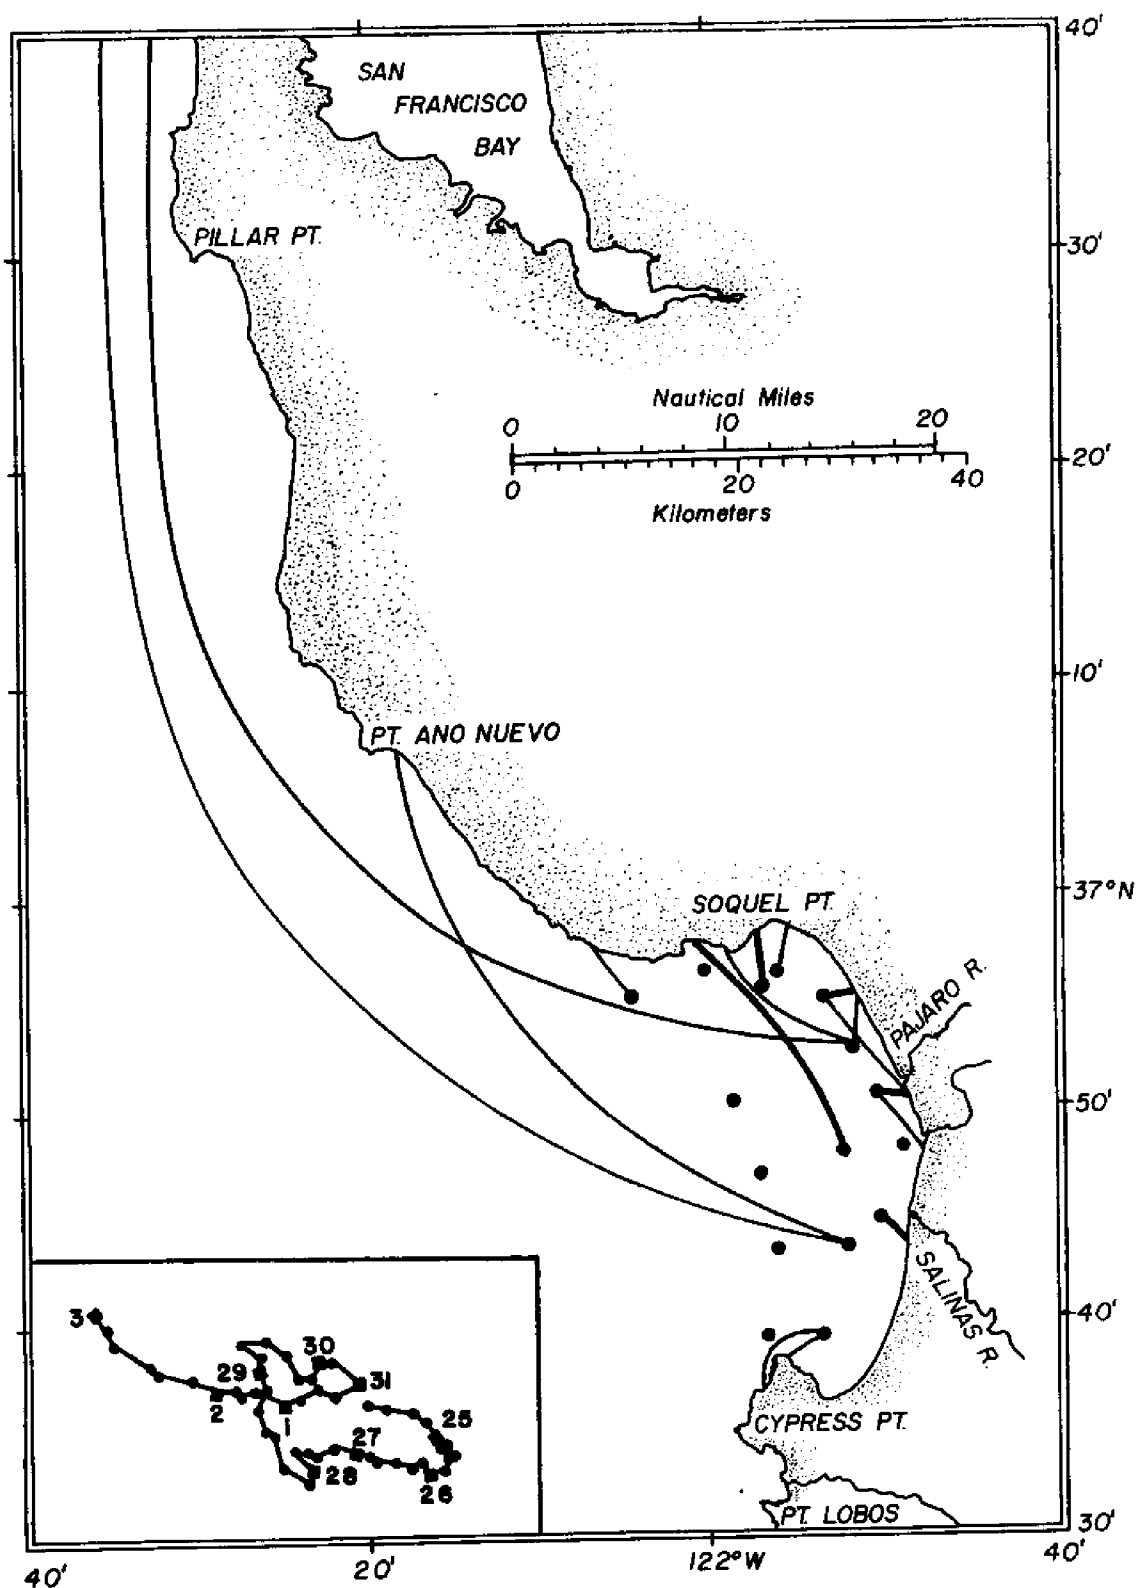 40'
SAN
FRANCISCO
BAY
PILLAR PT.
30'
Nautical Miles
0 10 20
20'
0 20 40
Kilometers
10'
PT. ANO NUEVO
37°N
SOQUEL PT.
PAJARO R.
50'
SALINAS R.
40'
3
30
29
31
2
1
25
27
28
26
CYPRESS PT.
PT. LOBOS
30'
40' 20' 122°W 40'